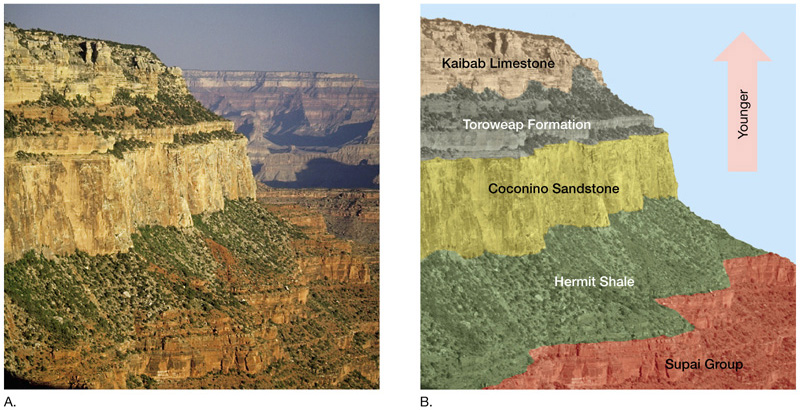 Kaibab Limestone
Toroweap Formation
Coconino Sandstone
Hermit Shale
Supai Group
Younger
A.
B.